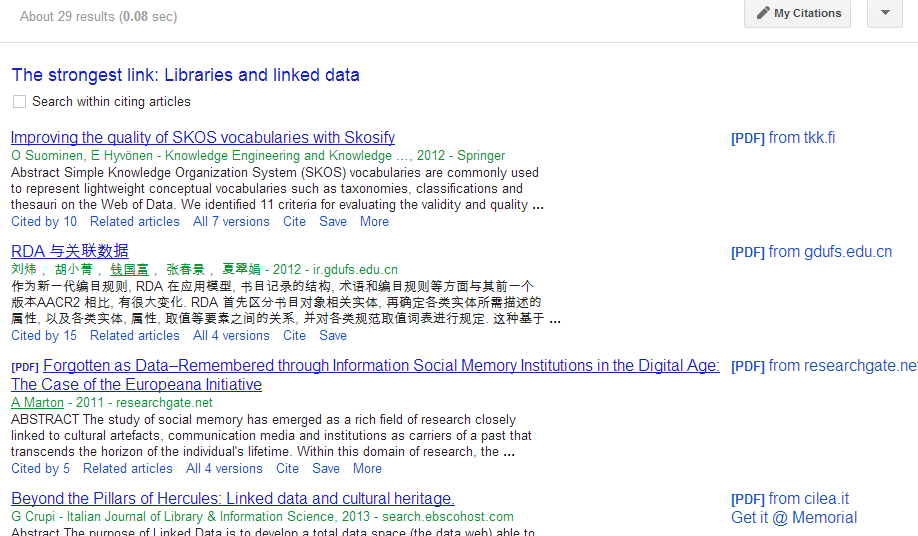 About 29 results (0.08 sec)
My Citations
The strongest link: Libraries and linked data
Search within citing articles
Improving the quality of SKOS vocabularies with Skosify
[PDF] from tkk.fi
O Suominen, E Hyvönen - Knowledge Engineering and Knowledge ..., 2012 - Springer
Abstract Simple Knowledge Organization System (SKOS) vocabularies are commonly used
to represent lightweight conceptual vocabularies such as taxonomies, classifications and
thesauri on the Web of Data. We identified 11 criteria for evaluating the validity and quality ...
Cited by 10 Related articles All 7 versions Cite Save More
RDA 与关联数据
[PDF] from gdufs.edu.cn
刘炜, 胡小菁, 钱国富, 张春景, 夏翠娟 - 2012 - ir.gdufs.edu.cn
作为新一代编目规则, RDA 在应用模型, 书目记录的结构, 术语和编目规则等方面与其前一个
版本AACR2 相比, 有很大变化. RDA 首先区分书目对象相关实体, 再确定各类实体所需描述的
属性, 以及各类实体, 属性, 取值等要素之间的关系, 并对各类规范取值词表进行规定. 这种基于 ...
Cited by 15 Related articles All 4 versions Cite Save
[PDF] Forgotten as Data–Remembered through Information Social Memory Institutions in the Digital Age:
The Case of the Europeana Initiative
[PDF] from researchgate.net
A Marton - 2011 - researchgate.net
ABSTRACT The study of social memory has emerged as a rich field of research closely
linked to cultural artefacts, communication media and institutions as carriers of a past that
transcends the horizon of the individual's lifetime. Within this domain of research, the ...
Cited by 5 Related articles All 4 versions Cite Save More
Beyond the Pillars of Hercules: Linked data and cultural heritage.
[PDF] from cilea.it
G Crupi - Italian Journal of Library & Information Science, 2013 - search.ebscohost.com
Get it @ Memorial
Abstract The purpose of Linked Data is to develop a total data space (the data web) able to